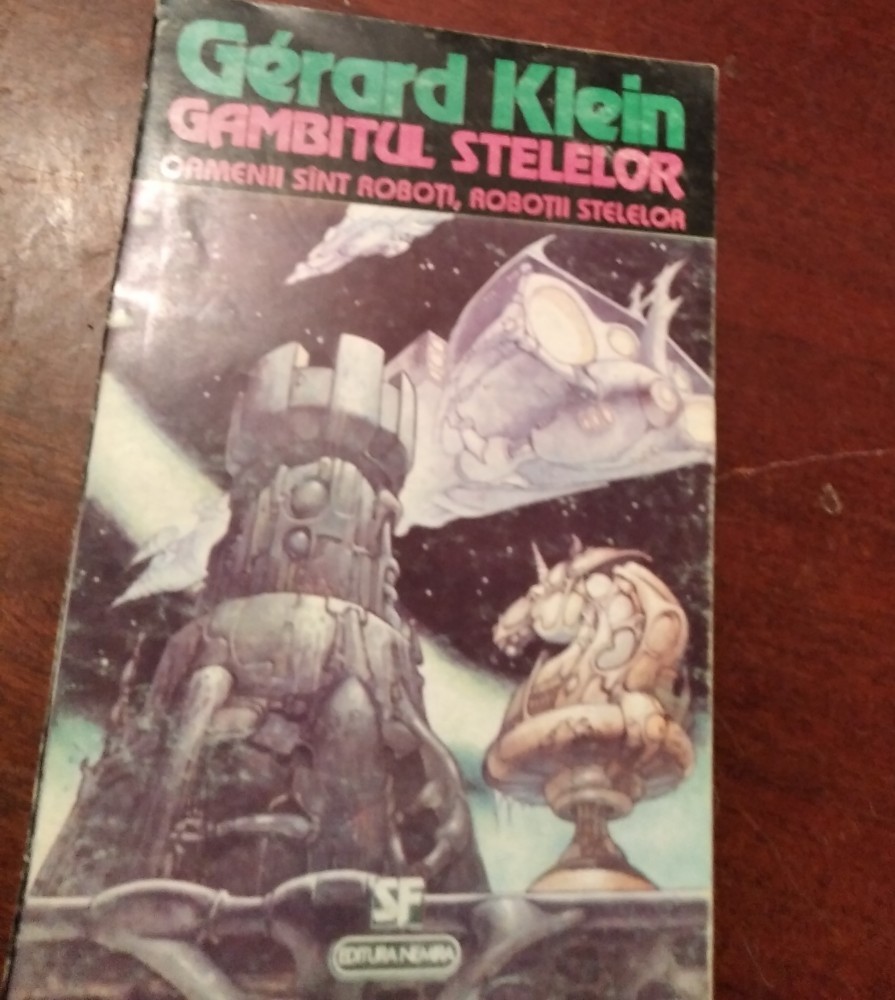 Gérard Klein
GAMBITUL STELELOR
OAMENII SÎNT ROBOȚI, ROBOȚII STELELOR
SF
EDITURA NEMIRA